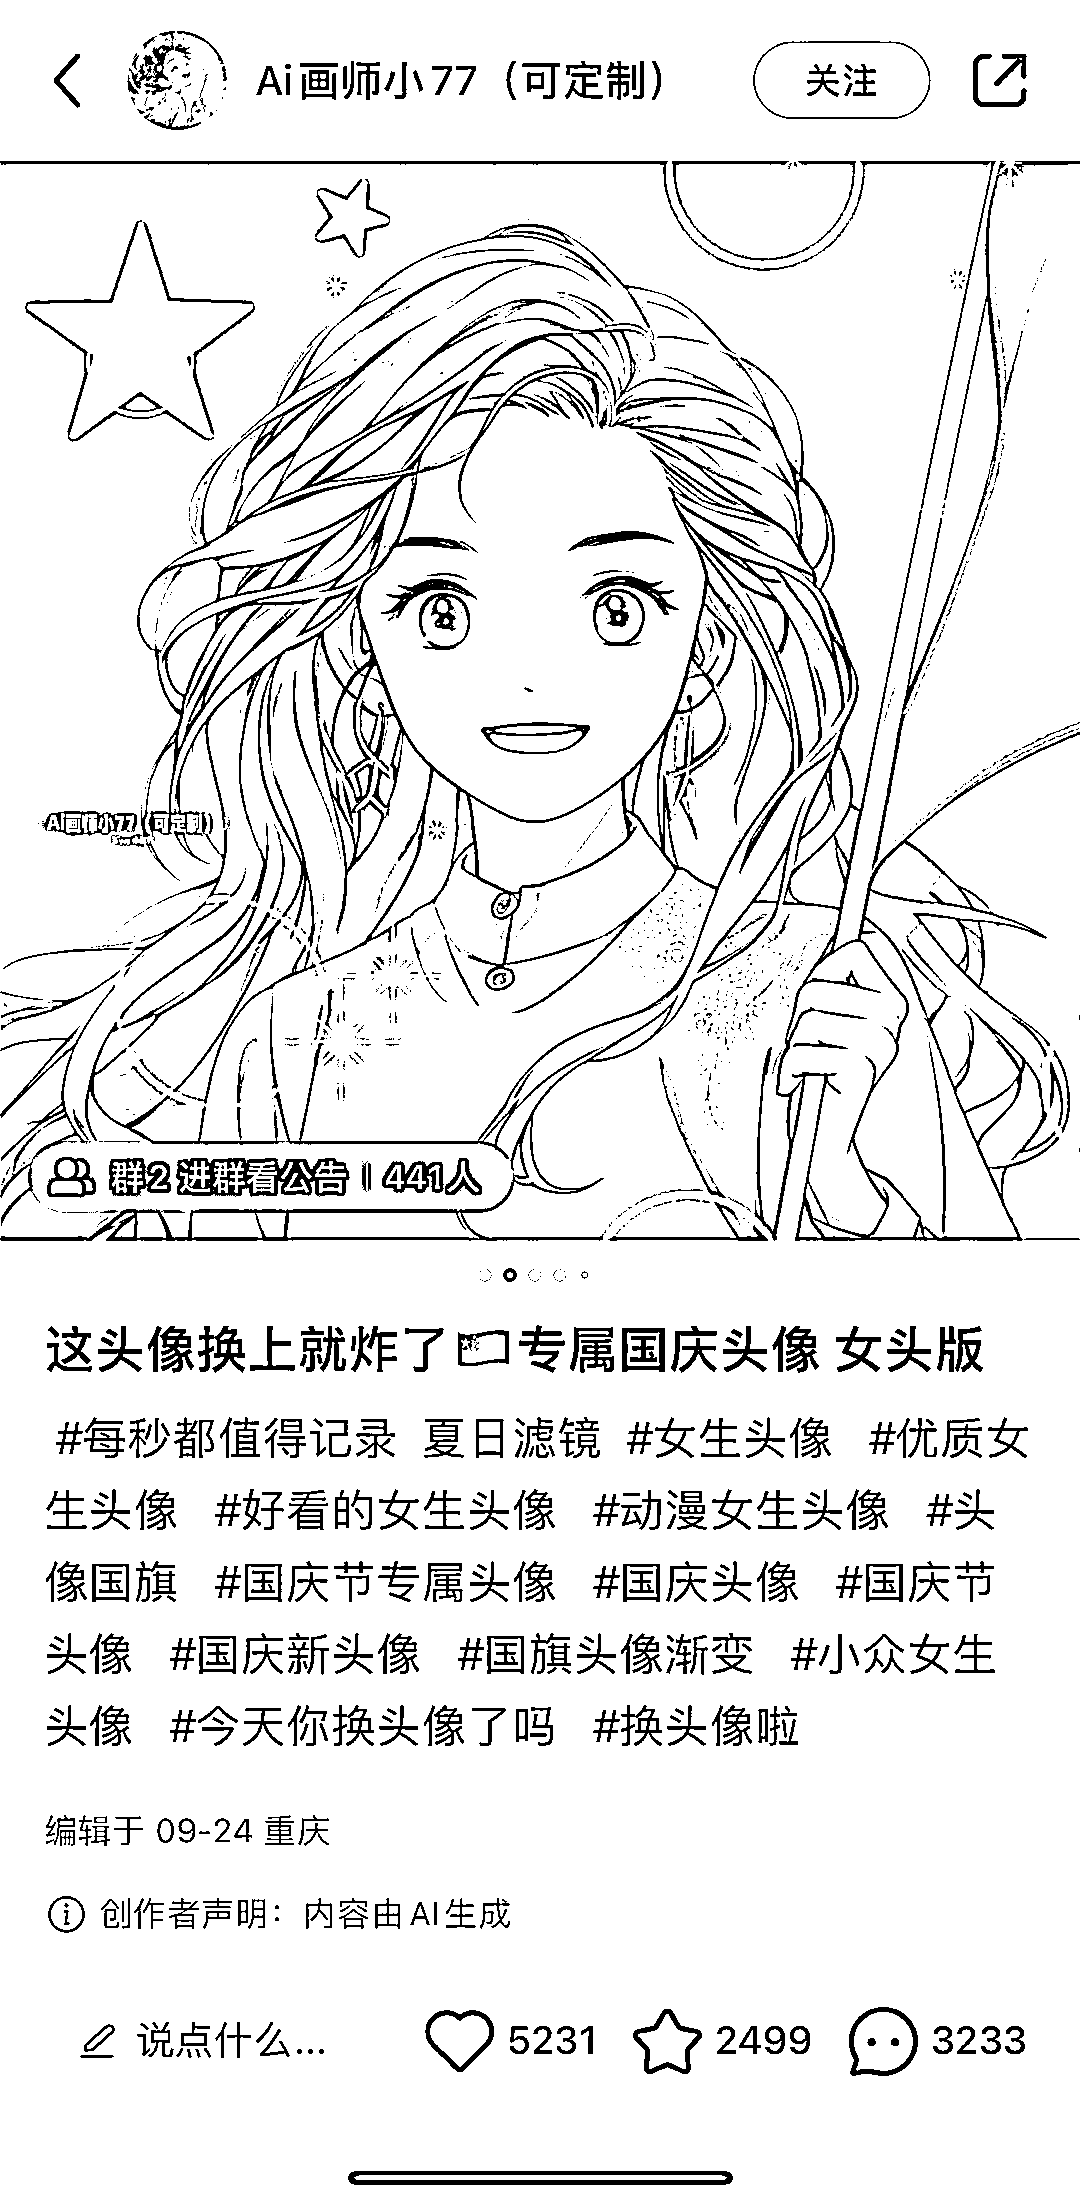 Ai画师小77（可定制）
关注
Ai画师小77（可定制）
群2 进群看公告 | 441人
这头像换上就炸了🇨🇳专属国庆头像 女头版
#每秒都值得记录 夏日滤镜 #女生头像 #优质女
生头像 #好看的女生头像 #动漫女生头像 #头
像国旗 #国庆节专属头像 #国庆头像 #国庆节
头像 #国庆新头像 #国旗头像渐变 #小众女生
头像 #今天你换头像了吗 #换头像啦
编辑于 09-24 重庆
创作者声明：内容由AI生成
说点什么... 5231 2499 3233